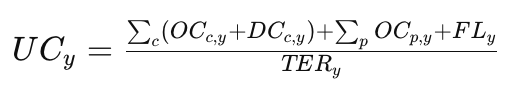 UC_y = \frac{\sum_c (OC_{c,y} + DC_{c,y}) + \sum_p OC_{p,y} + FL_y}{TER_y}